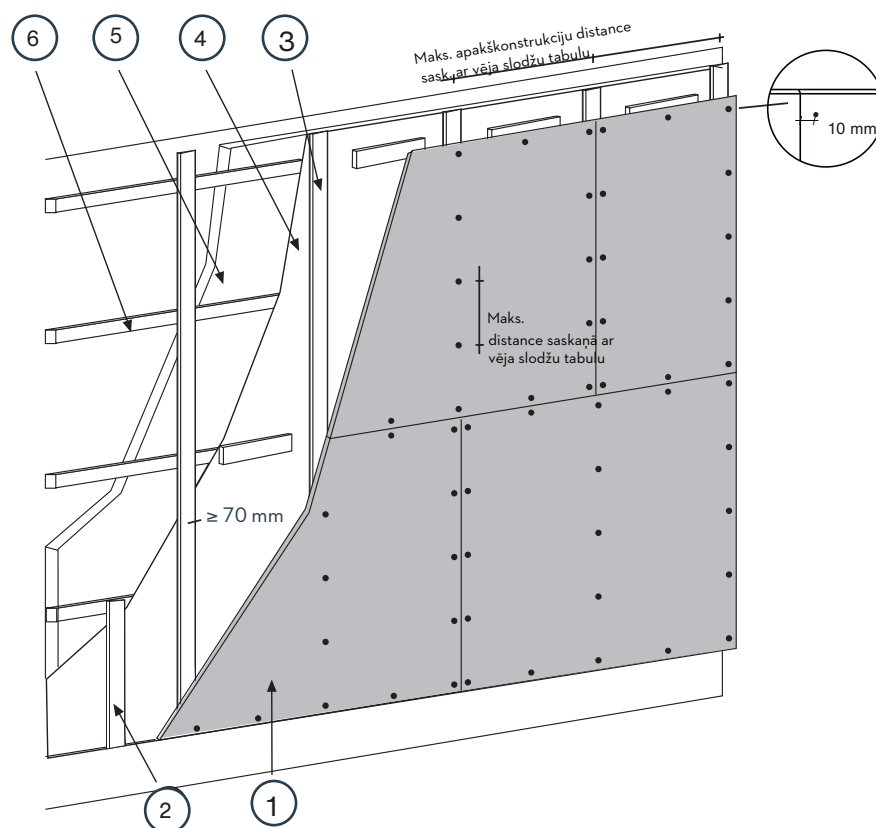 6
5
4
3
Maks. apakškonstrukciju distance
sask. ar vēja slodžu tabulu
10 mm
Maks.
distance saskaņā ar
vēja slodžu tabulu
≥ 70 mm
2
1